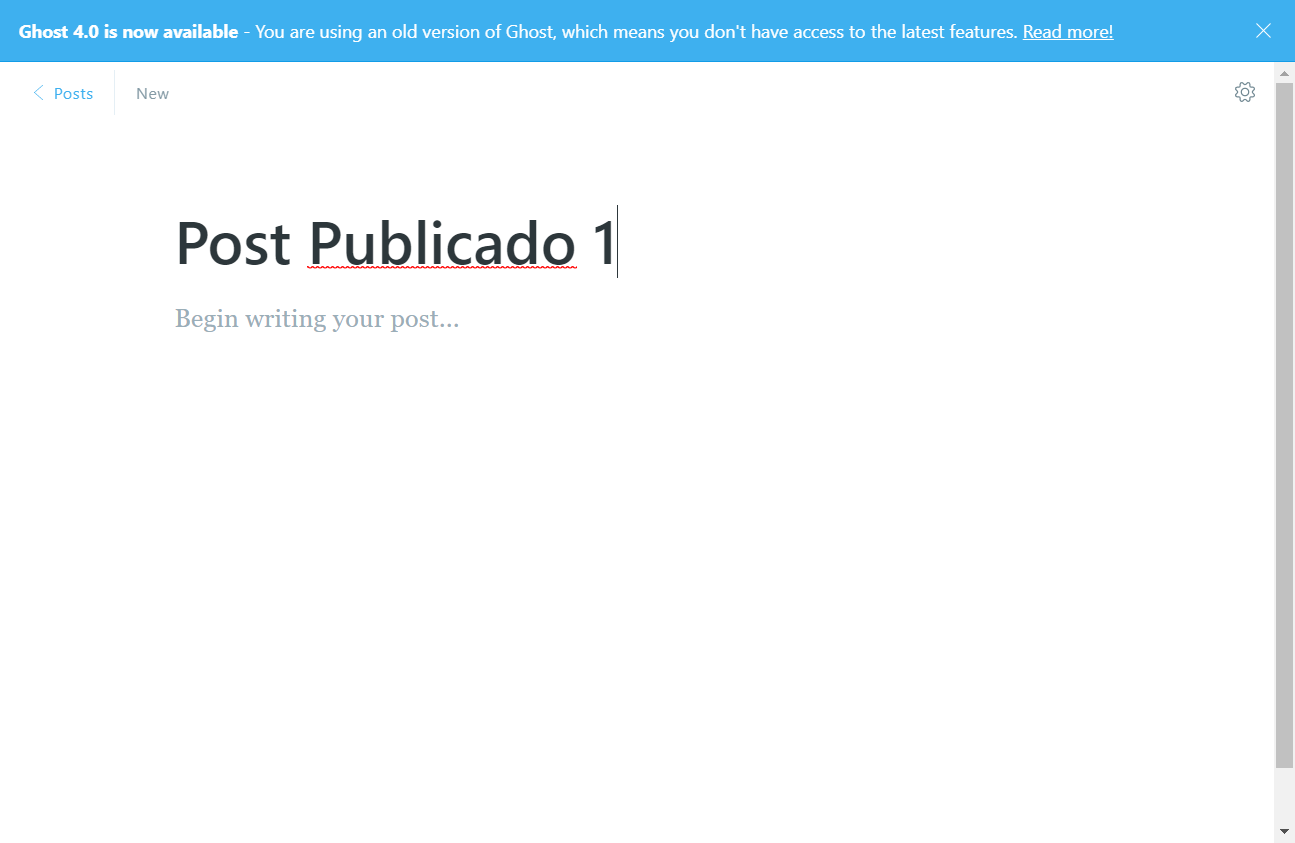 Ghost 4.0 is now available - You are using an old version of Ghost, which means you don't have access to the latest features. Read more!
Posts New
Post Publicado 1
Begin writing your post...